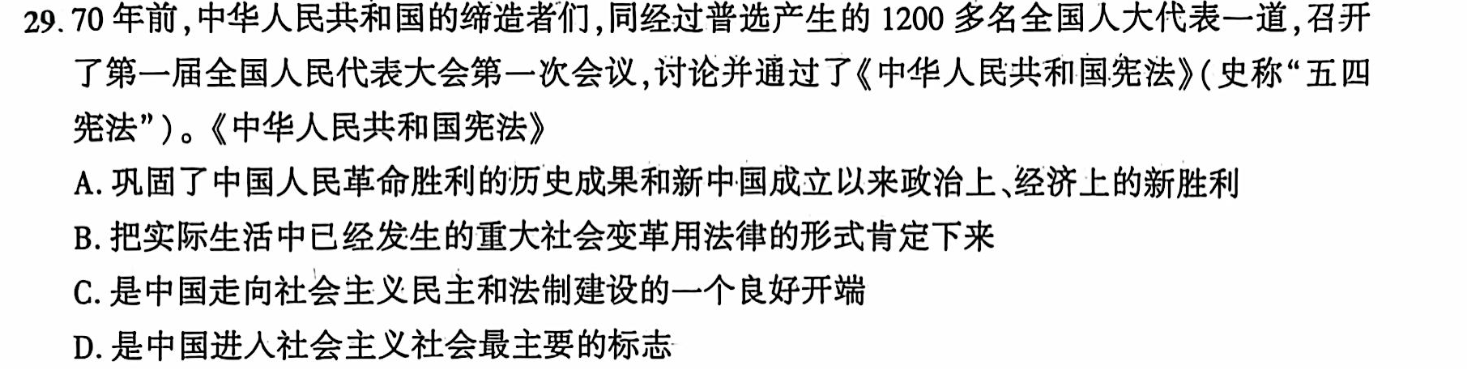 29. 70 年前,中华人民共和国的缔造者们,同经过普选产生的 1200 多名全国人大代表一道,召开
了第一届全国人民代表大会第一次会议,讨论并通过了《中华人民共和国宪法》(史称“五四
宪法”)。《中华人民共和国宪法》
A. 巩固了中国人民革命胜利的历史成果和新中国成立以来政治上、经济上的新胜利
B. 把实际生活中已经发生的重大社会变革用法律的形式肯定下来
C. 是中国走向社会主义民主和法制建设的一个良好开端
D. 是中国进入社会主义社会最主要的标志